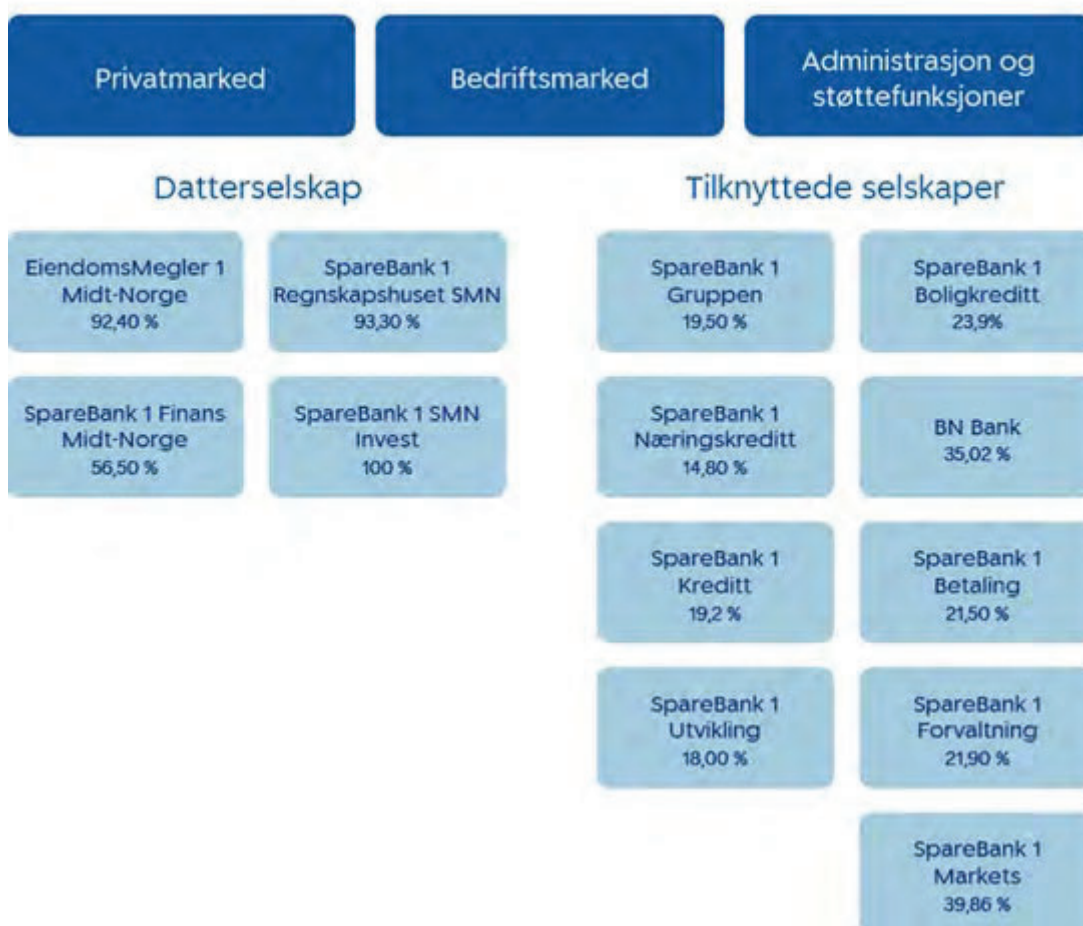 Privatmarked
Bedriftsmarked
Administrasjon og
støttefunksjoner
Datterselskap
Tilknyttede selskaper
EiendomsMegler 1
Midt-Norge
92,40 %
SpareBank 1
Regnskapshuset SMN
93,30 %
SpareBank 1
Gruppen
19,50 %
SpareBank 1
Boligkreditt
23,9%
SpareBank 1 Finans
Midt-Norge
56,50 %
SpareBank 1 SMN
Invest
100 %
SpareBank 1
Næringskreditt
14,80 %
BN Bank
35,02 %
SpareBank 1
Kreditt
19,2 %
SpareBank 1
Betaling
21,50 %
SpareBank 1
Utvikling
18,00 %
SpareBank 1
Forvaltning
21,90 %
SpareBank 1
Markets
39,86 %